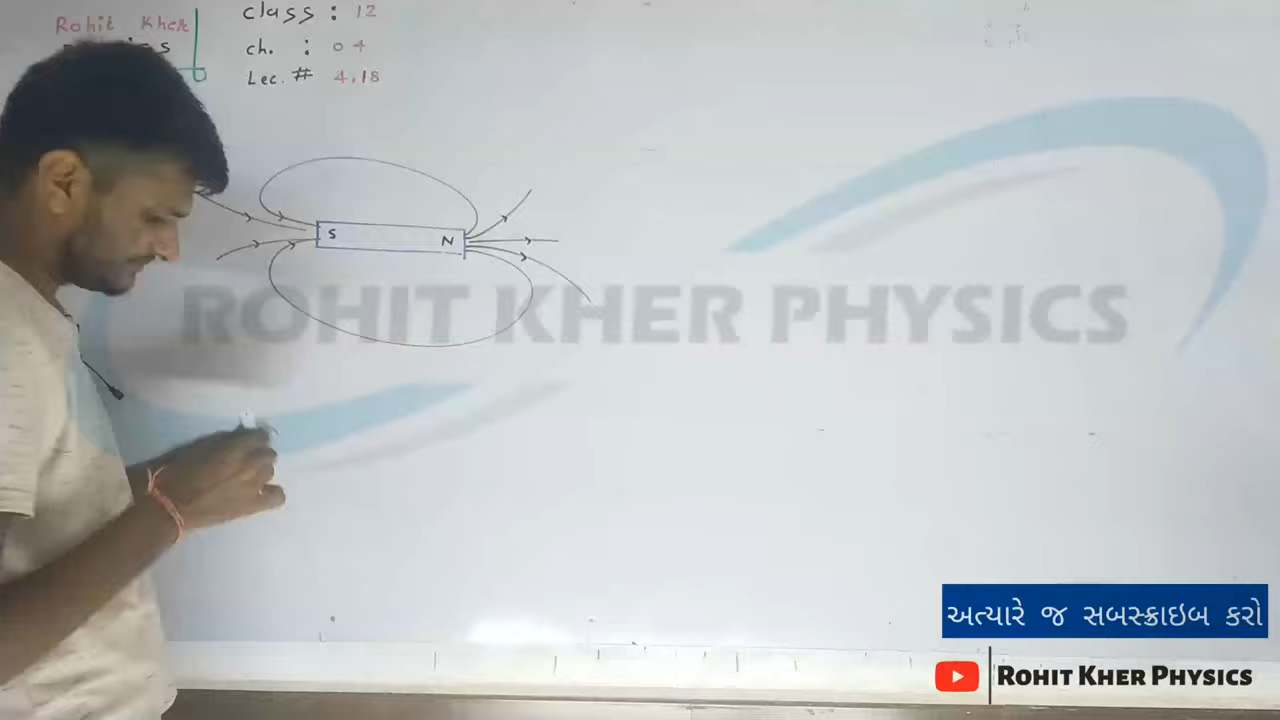 Rohit Kher
class : 12
ch. : 04
Lec. # 4.18
S
N
ROHIT KHER PHYSICS
અત્યારે જ સબસ્ક્રાઇબ કરો
ROHIT KHER PHYSICS